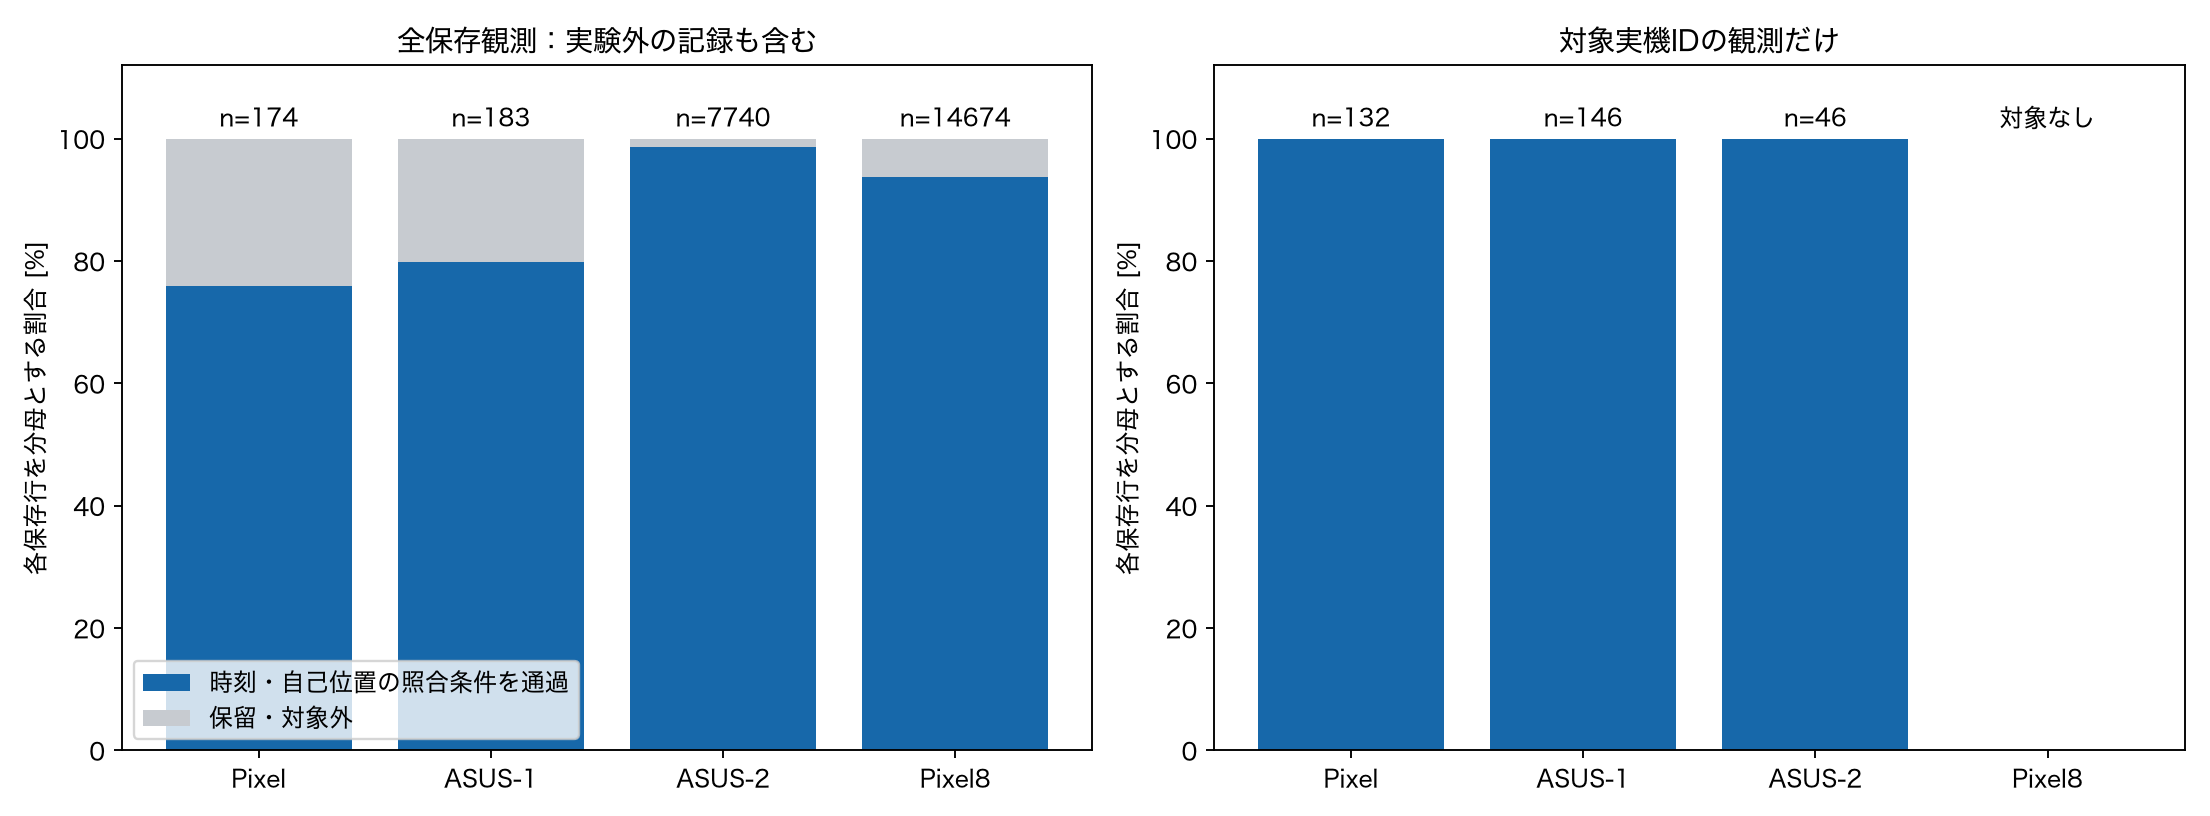 全保存観測：実験外の記録も含む
各保存行を分母とする割合 [%]
100
80
60
40
20
0
n=174
n=183
n=7740
n=14674
時刻・自己位置の照合条件を通過
保留・対象外
Pixel
ASUS-1
ASUS-2
Pixel8
対象実機IDの観測だけ
各保存行を分母とする割合 [%]
100
80
60
40
20
0
n=132
n=146
n=46
対象なし
Pixel
ASUS-1
ASUS-2
Pixel8